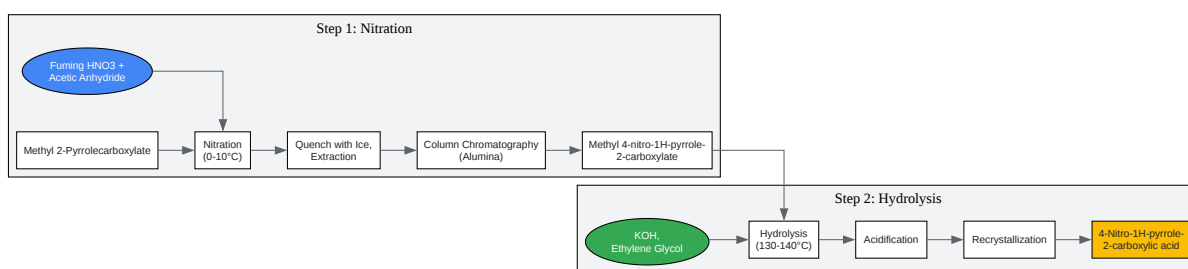 Step 1: Nitration
Fuming HNO3 +
Acetic Anhydride
Methyl 2-Pyrrolecarboxylate
Nitration
(0-10°C)
Quench with Ice,
Extraction
Column Chromatography
(Alumina)
Methyl 4-nitro-1H-pyrrole-
2-carboxylate
Step 2: Hydrolysis
KOH,
Ethylene Glycol
Hydrolysis
(130-140°C)
Acidification
Recrystallization
4-Nitro-1H-pyrrole-
2-carboxylic acid